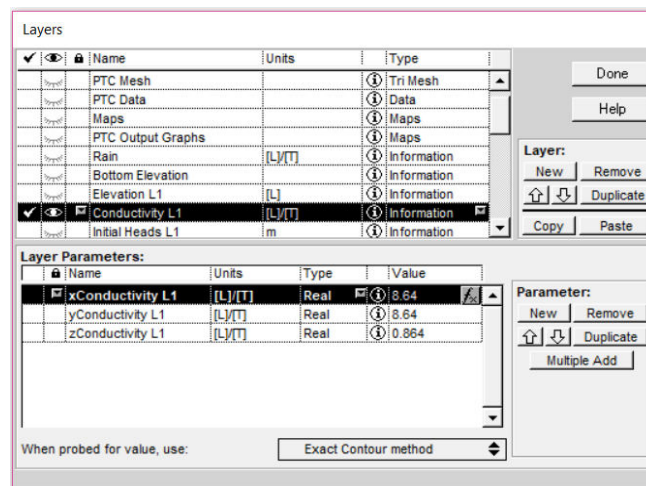 Layers
Name Units Type
PTC Mesh Tri Mesh
PTC Data Data
Maps Maps
PTC Output Graphs Maps
Rain [L]/[T] Information
Bottom Elevation Information
Elevation L1 [L] Information
Conductivity L1 [L]/[T] Information
Initial Heads L1 m Information
Done
Help
Layer:
New Remove
Duplicate
Copy Paste
Layer Parameters:
Name Units Type Value
xConductivity L1 [L]/[T] Real 8.64 fx
yConductivity L1 [L]/[T] Real 8.64
zConductivity L1 [L]/[T] Real 0.864
Parameter:
New Remove
Duplicate
Multiple Add
When probed for value, use: Exact Contour method